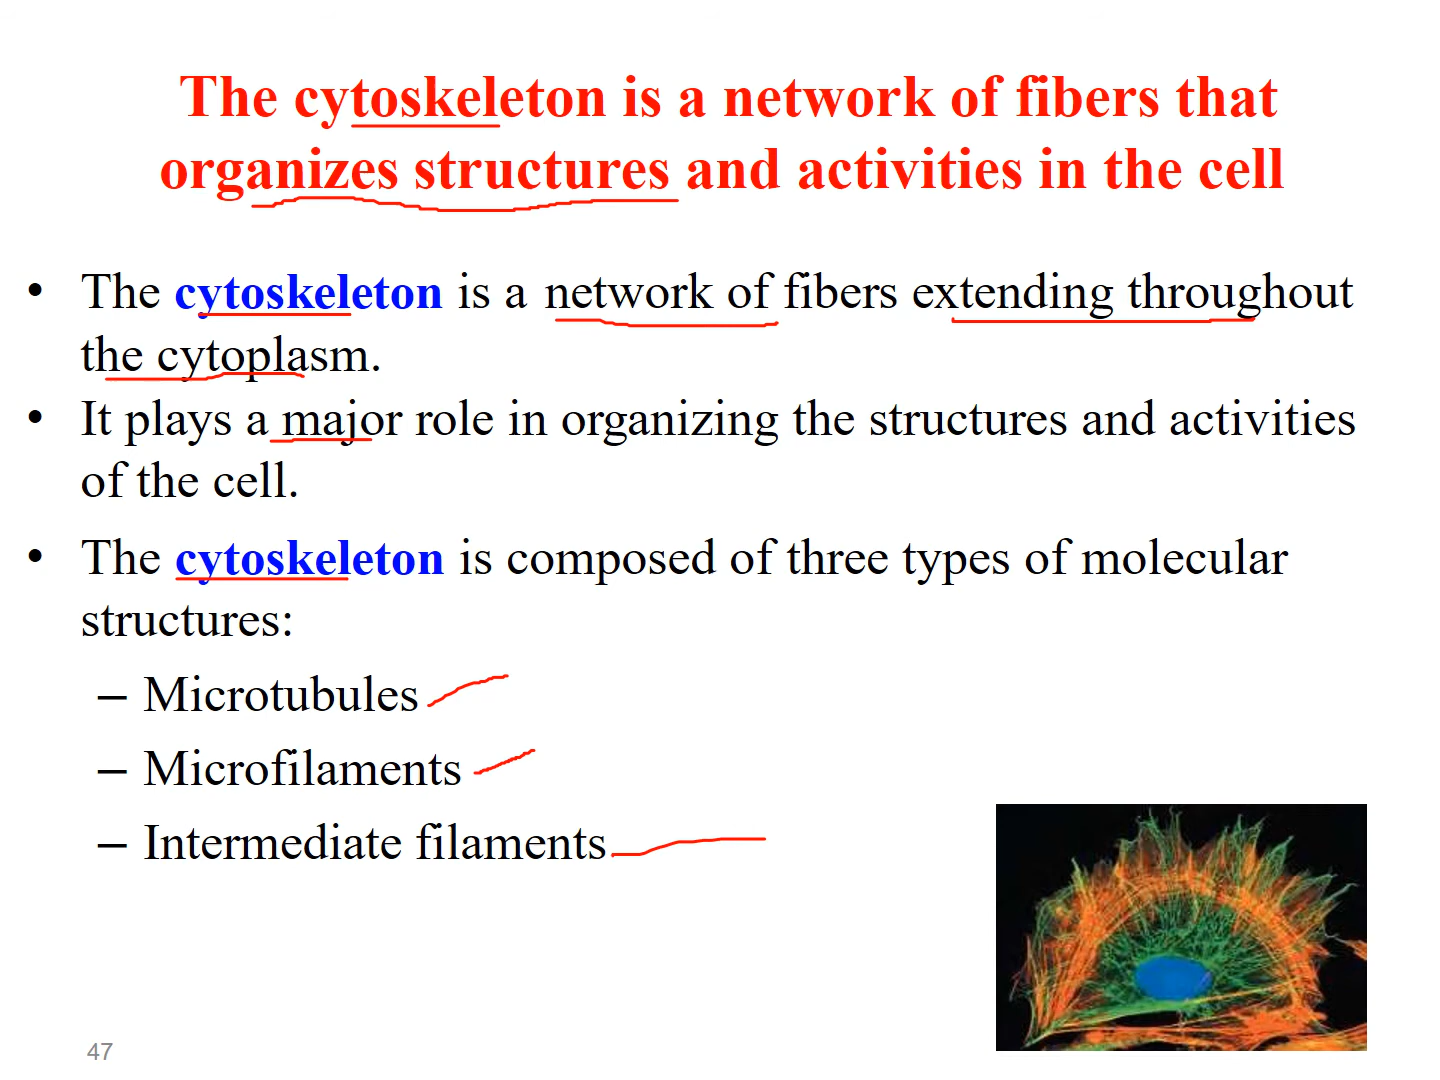 The cytoskeleton is a network of fibers that
organizes structures and activities in the cell
• The cytoskeleton is a network of fibers extending throughout
the cytoplasm.
• It plays a major role in organizing the structures and activities
of the cell.
• The cytoskeleton is composed of three types of molecular
structures:
– Microtubules
– Microfilaments
– Intermediate filaments
47